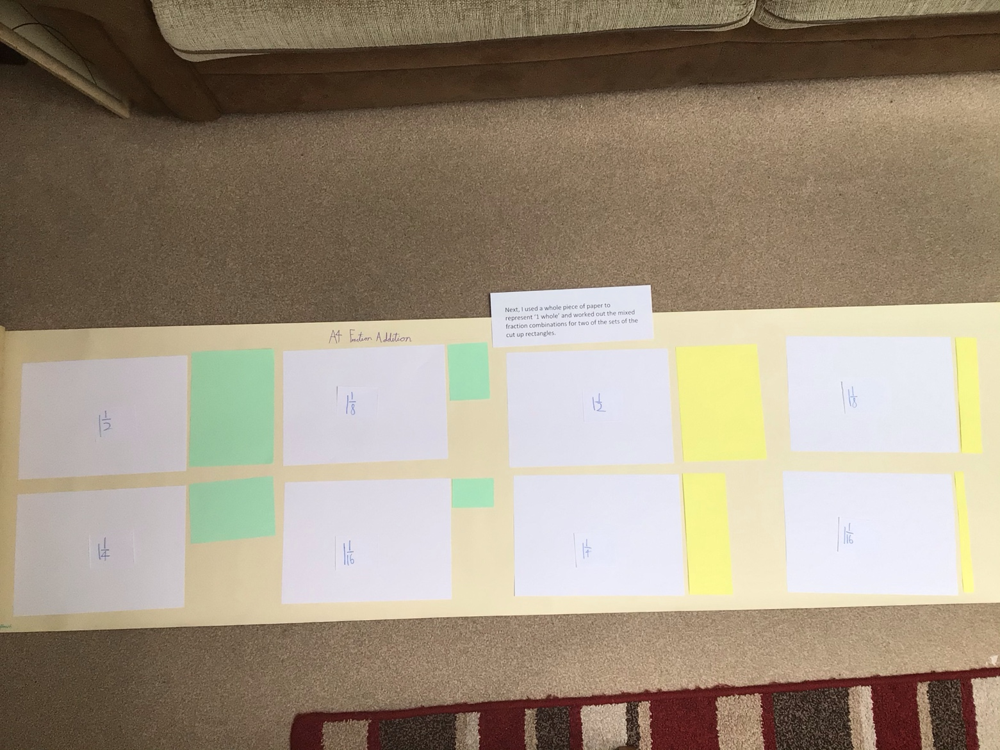 Next, I used a whole piece of paper to
represent ‘1 whole’ and worked out the mixed
fraction combinations for two of the sets of the
cut up rectangles.
A4 Fraction Addition
1 1/2
1 1/8
1 1/2
1 1/8
1 1/4
1 1/16
1 1/4
1 1/16